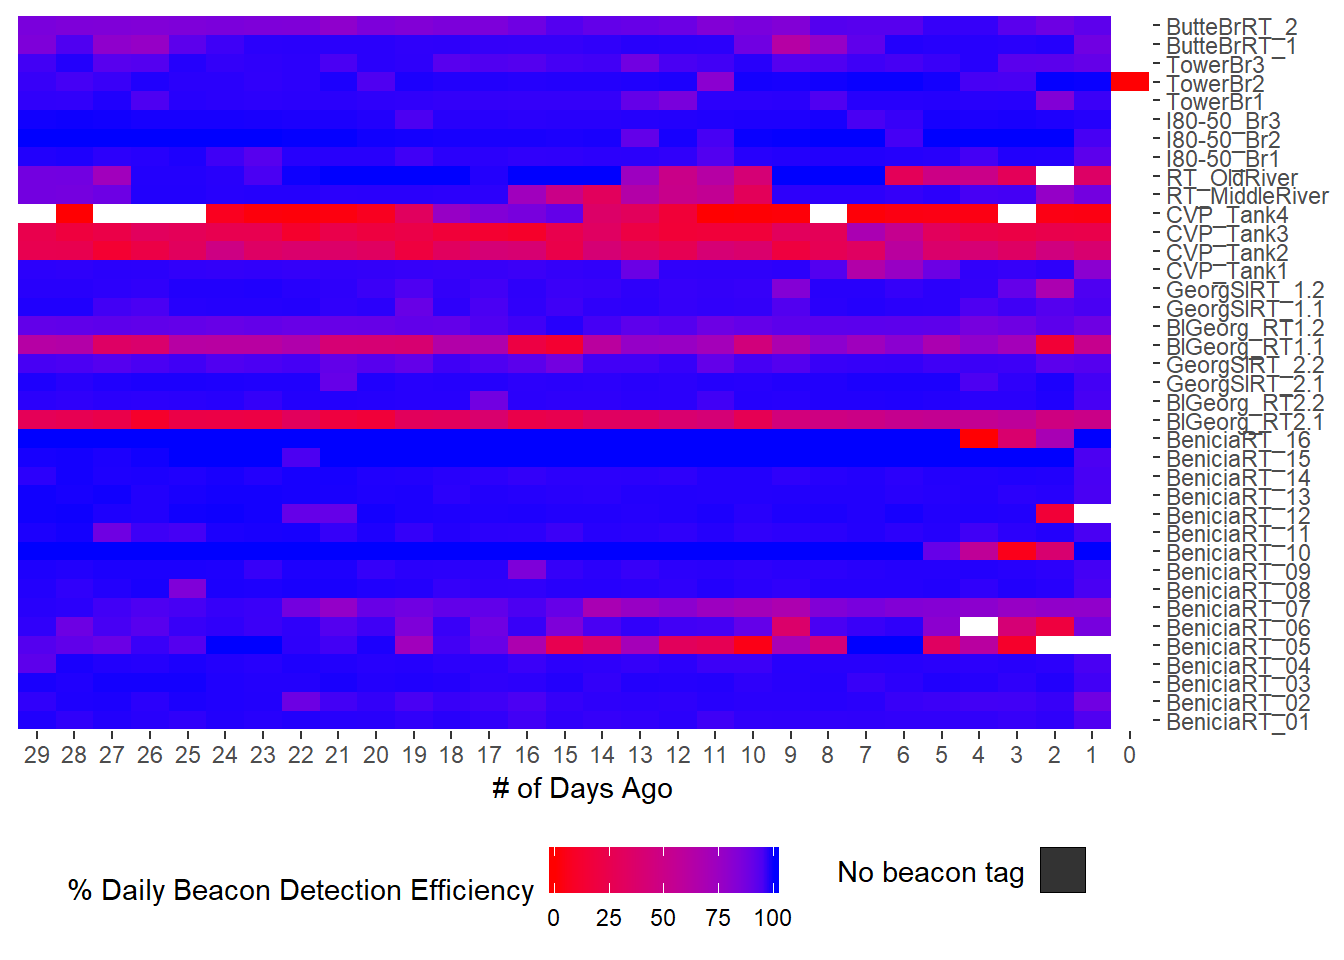 ButteBrRT_2
ButteBrRT_1
TowerBr3
TowerBr2
TowerBr1
I80-50_Br3
I80-50_Br2
I80-50_Br1
RT_OldRiver
RT_MiddleRiver
CVP_Tank4
CVP_Tank3
CVP_Tank2
CVP_Tank1
GeorgSlRT_1.2
GeorgSlRT_1.1
BlGeorg_RT1.2
BlGeorg_RT1.1
GeorgSlRT_2.2
GeorgSlRT_2.1
BlGeorg_RT2.2
BlGeorg_RT2.1
BeniciaRT_16
BeniciaRT_15
BeniciaRT_14
BeniciaRT_13
BeniciaRT_12
BeniciaRT_11
BeniciaRT_10
BeniciaRT_09
BeniciaRT_08
BeniciaRT_07
BeniciaRT_06
BeniciaRT_05
BeniciaRT_04
BeniciaRT_03
BeniciaRT_02
BeniciaRT_01
29 28 27 26 25 24 23 22 21 20 19 18 17 16 15 14 13 12 11 10 9 8 7 6 5 4 3 2 1 0
# of Days Ago
% Daily Beacon Detection Efficiency
0 25 50 75 100
No beacon tag